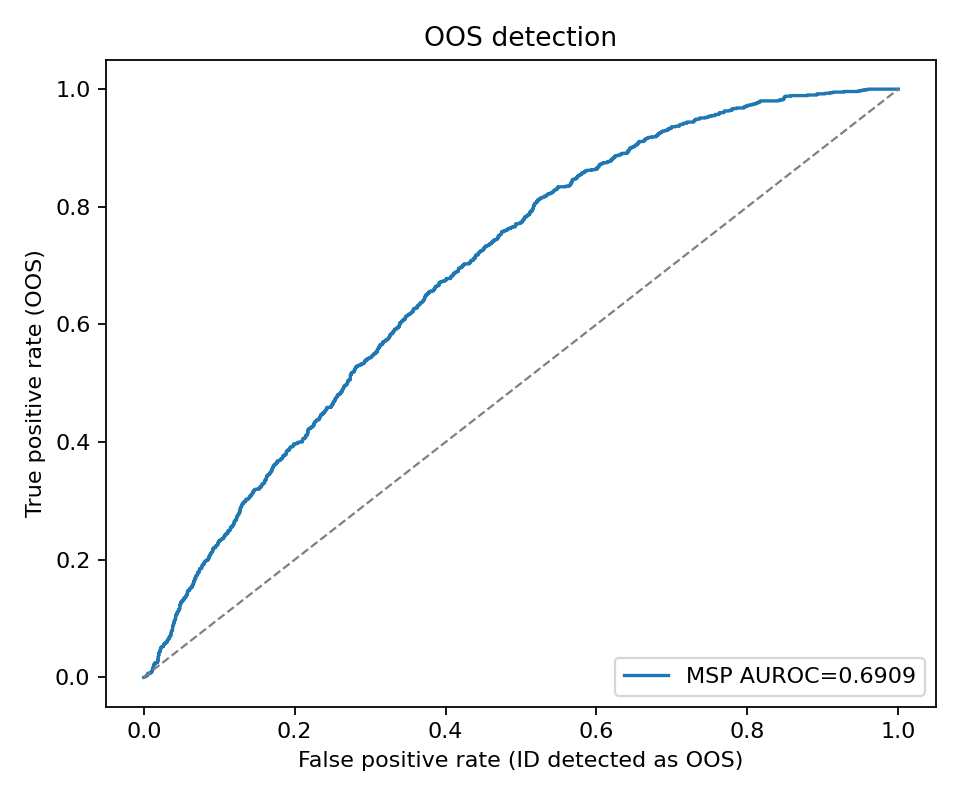 OOS detection
True positive rate (OOS)
1.0
0.8
0.6
0.4
0.2
0.0
MSP AUROC=0.6909
0.0 0.2 0.4 0.6 0.8 1.0
False positive rate (ID detected as OOS)